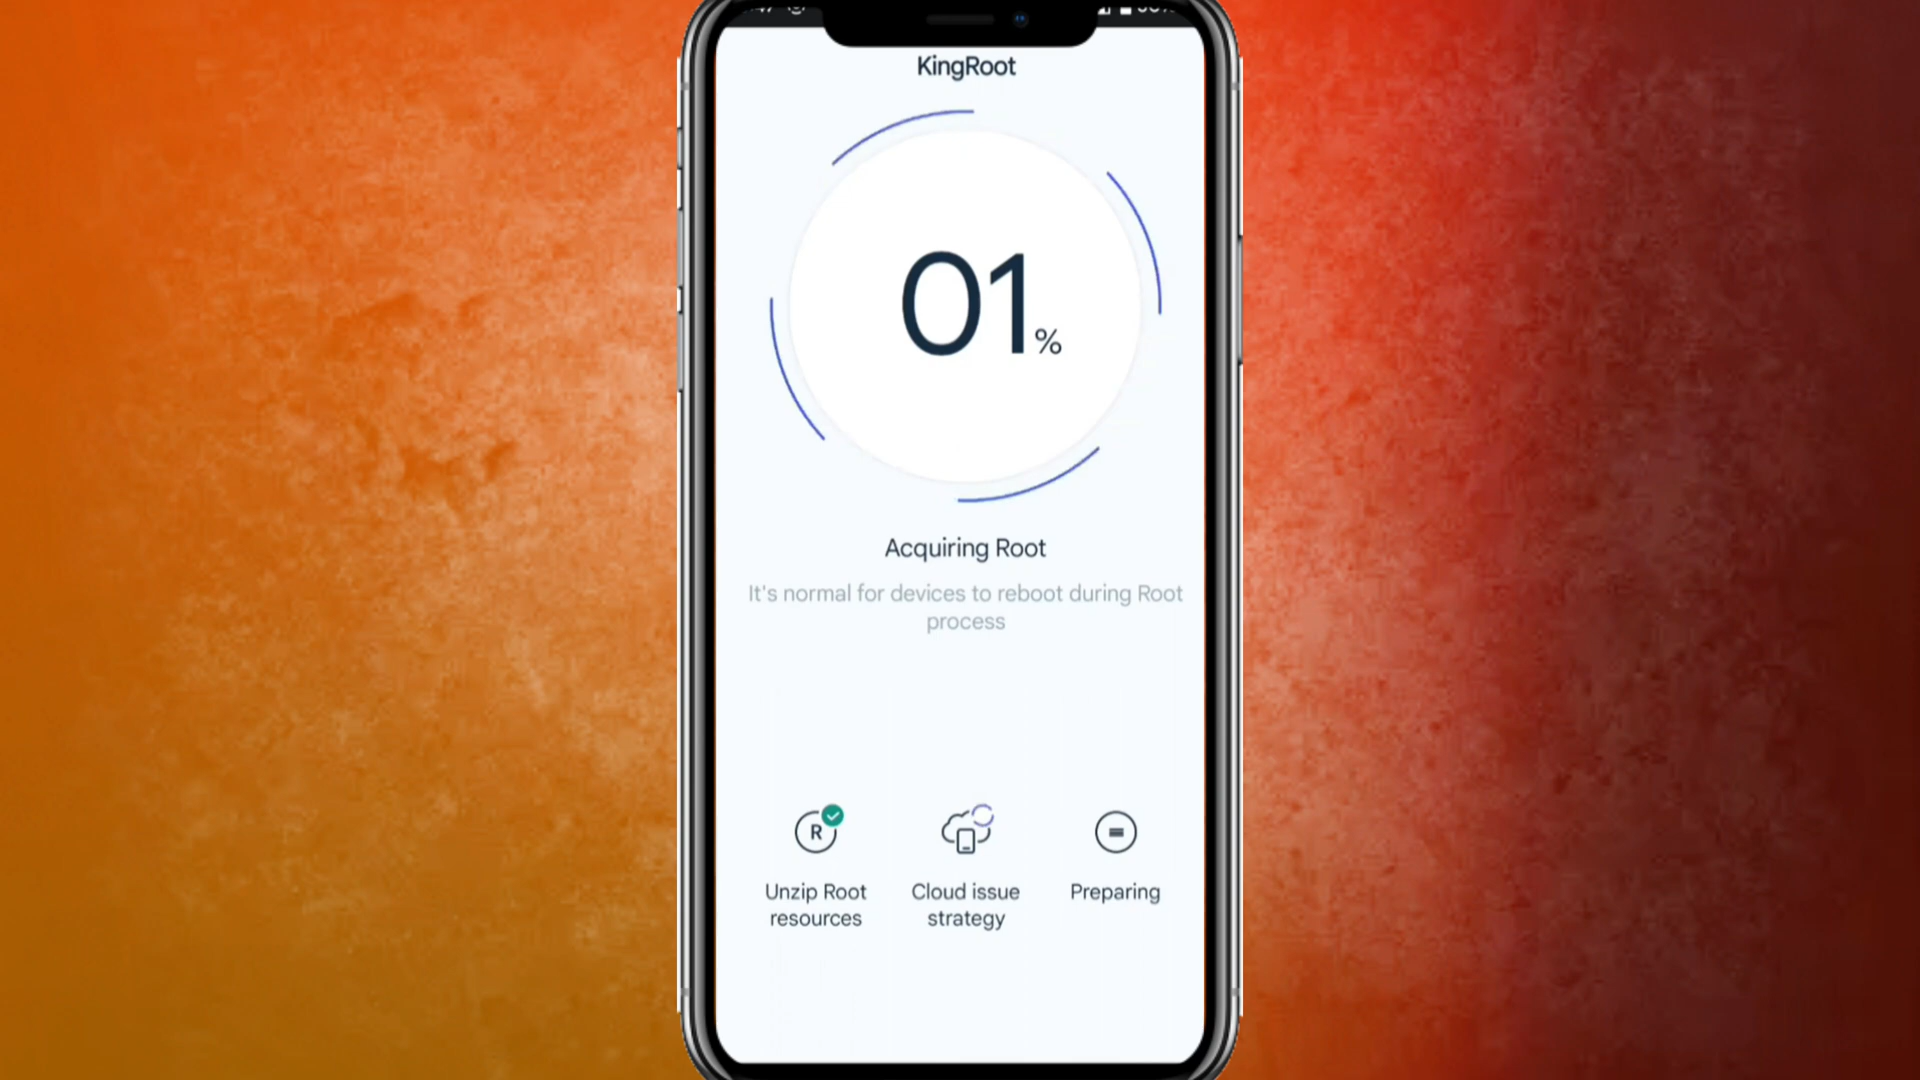 KingRoot
01%
Acquiring Root
It's normal for devices to reboot during Root
process
R
Unzip Root
resources
Cloud issue
strategy
Preparing